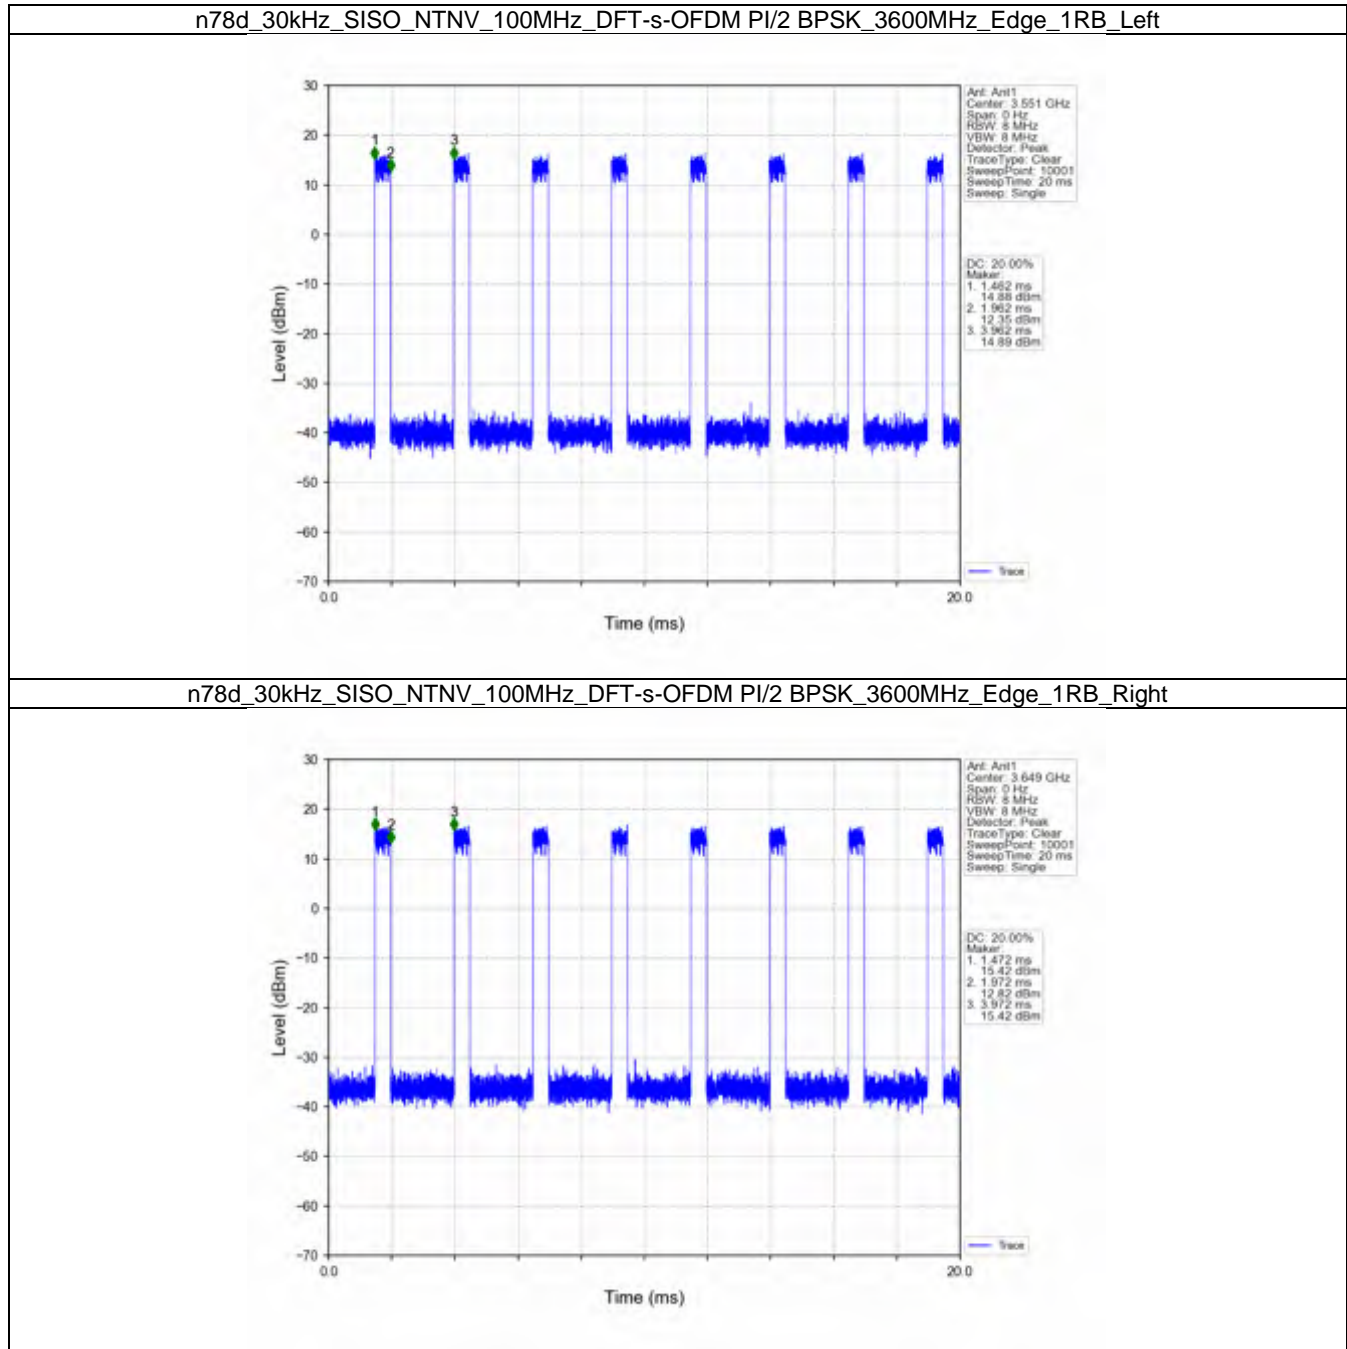 n78d_30kHz_SISO_NTNV_100MHz_DFT-s-OFDM PI/2 BPSK_3600MHz_Edge_1RB_Left
30
20
10
0
−10
−20
−30
−40
−50
−60
−70
Level (dBm)
1
2
3
0.0
20.0
Time (ms)
Ant: Ant1
Center: 3.551 GHz
Span: 0 Hz
RBW: 8 MHz
VBW: 8 MHz
Detector: Peak
TraceType: Clear
SweepPoint: 10001
SweepTime: 20 ms
Sweep: Single
DC: 20.00%
Maker:
1. 1.462 ms
14.88 dBm
2. 1.962 ms
12.35 dBm
3. 3.962 ms
14.89 dBm
Trace
n78d_30kHz_SISO_NTNV_100MHz_DFT-s-OFDM PI/2 BPSK_3600MHz_Edge_1RB_Right
30
20
10
0
−10
−20
−30
−40
−50
−60
−70
Level (dBm)
1
2
3
0.0
20.0
Time (ms)
Ant: Ant1
Center: 3.649 GHz
Span: 0 Hz
RBW: 8 MHz
VBW: 8 MHz
Detector: Peak
TraceType: Clear
SweepPoint: 10001
SweepTime: 20 ms
Sweep: Single
DC: 20.00%
Maker:
1. 1.472 ms
15.42 dBm
2. 1.972 ms
12.82 dBm
3. 3.972 ms
15.42 dBm
Trace